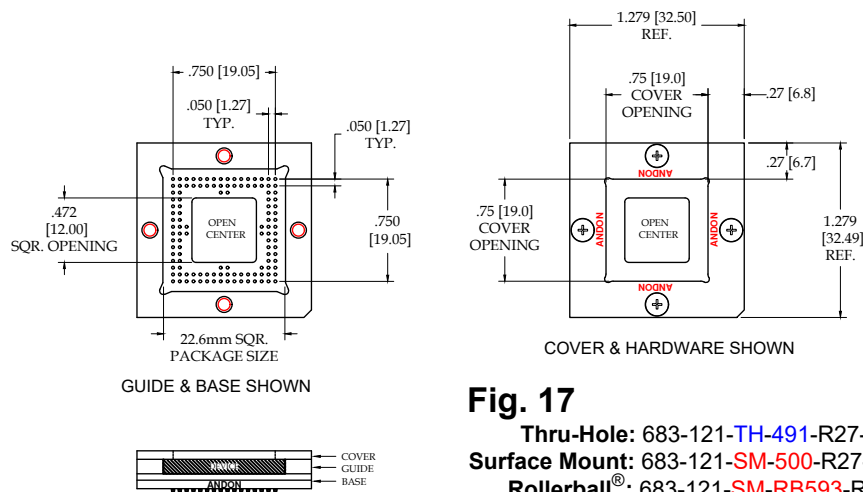 .750 [19.05]
.050 [1.27]
TYP.
.050 [1.27]
TYP.
.472
[12.00]
SQR. OPENING
OPEN
CENTER
.750
[19.05]
22.6mm SQR.
PACKAGE SIZE
GUIDE & BASE SHOWN
1.279 [32.50]
REF.
.75 [19.0]
COVER
OPENING
.27 [6.8]
.27 [6.7]
ANDON
.75 [19.0]
COVER
OPENING
ANDON
OPEN
CENTER
ANDON
1.279
[32.49]
REF.
ANDON
COVER & HARDWARE SHOWN
COVER
GUIDE
BASE
ANDON
Fig. 17
Thru-Hole: 683-121-TH-491-R27-
Surface Mount: 683-121-SM-500-R27-
Rollerball®: 683-121-SM-RB593-R